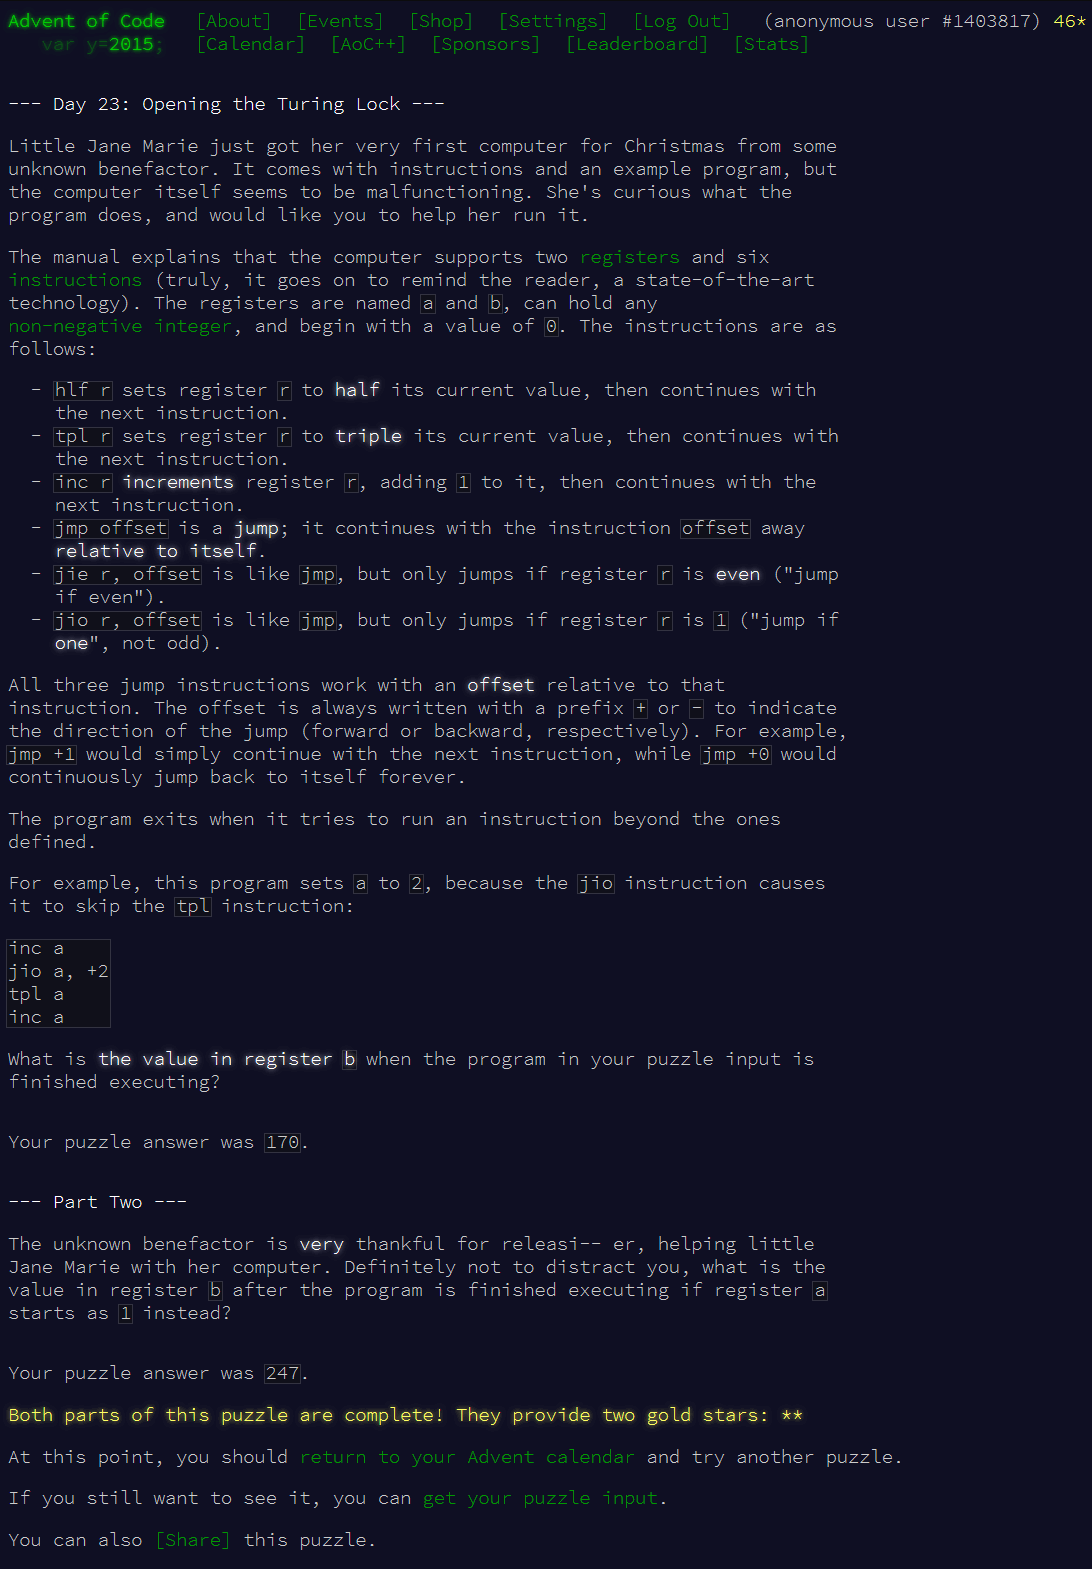 Advent of Code [About] [Events] [Shop] [Settings] [Log Out] (anonymous user #1403817) 46*
var y=2015; [Calendar] [AoC++] [Sponsors] [Leaderboard] [Stats]
--- Day 23: Opening the Turing Lock ---
Little Jane Marie just got her very first computer for Christmas from some
unknown benefactor. It comes with instructions and an example program, but
the computer itself seems to be malfunctioning. She's curious what the
program does, and would like you to help her run it.
The manual explains that the computer supports two registers and six
instructions (truly, it goes on to remind the reader, a state-of-the-art
technology). The registers are named a and b, can hold any
non-negative integer, and begin with a value of 0. The instructions are as
follows:
- hlf r sets register r to half its current value, then continues with
the next instruction.
- tpl r sets register r to triple its current value, then continues with
the next instruction.
- inc r increments register r, adding 1 to it, then continues with the
next instruction.
- jmp offset is a jump; it continues with the instruction offset away
relative to itself.
- jie r, offset is like jmp, but only jumps if register r is even ("jump
if even").
- jio r, offset is like jmp, but only jumps if register r is 1 ("jump if
one", not odd).
All three jump instructions work with an offset relative to that
instruction. The offset is always written with a prefix + or - to indicate
the direction of the jump (forward or backward, respectively). For example,
jmp +1 would simply continue with the next instruction, while jmp +0 would
continuously jump back to itself forever.
The program exits when it tries to run an instruction beyond the ones
defined.
For example, this program sets a to 2, because the jio instruction causes
it to skip the tpl instruction:
inc a
jio a, +2
tpl a
inc a
What is the value in register b when the program in your puzzle input is
finished executing?
Your puzzle answer was 170.
--- Part Two ---
The unknown benefactor is very thankful for releasi-- er, helping little
Jane Marie with her computer. Definitely not to distract you, what is the
value in register b after the program is finished executing if register a
starts as 1 instead?
Your puzzle answer was 247.
Both parts of this puzzle are complete! They provide two gold stars: **
At this point, you should return to your Advent calendar and try another puzzle.
If you still want to see it, you can get your puzzle input.
You can also [Share] this puzzle.